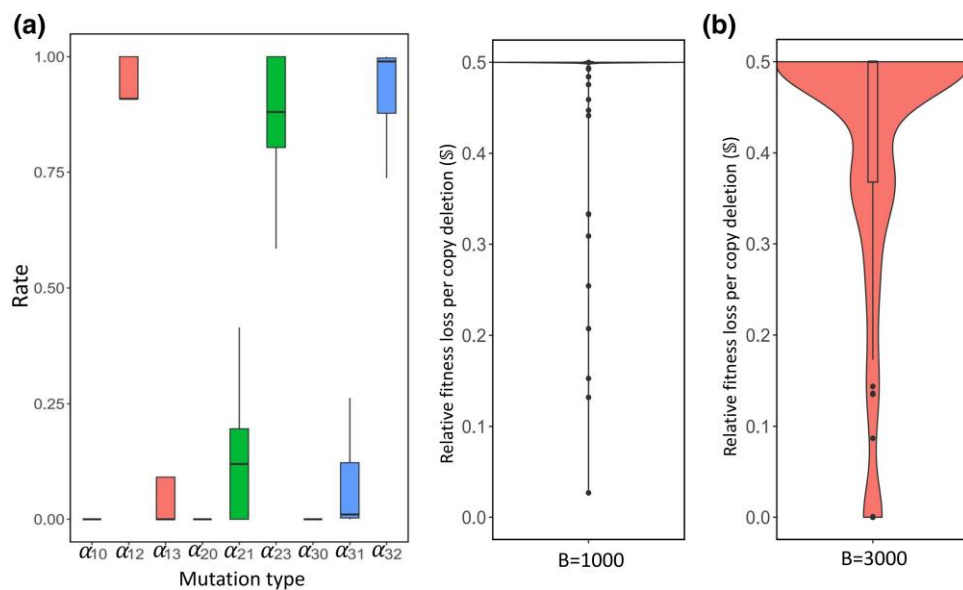 (a)
Rate
1.00
0.75
0.50
0.25
0.00
α10 α12 α13 α20 α21 α23 α30 α31 α32
Mutation type
Relative fitness loss per copy deletion (𝕊)
0.5
0.4
0.3
0.2
0.1
0.0
B=1000
(b)
Relative fitness loss per copy deletion (𝕊)
0.5
0.4
0.3
0.2
0.1
0.0
B=3000